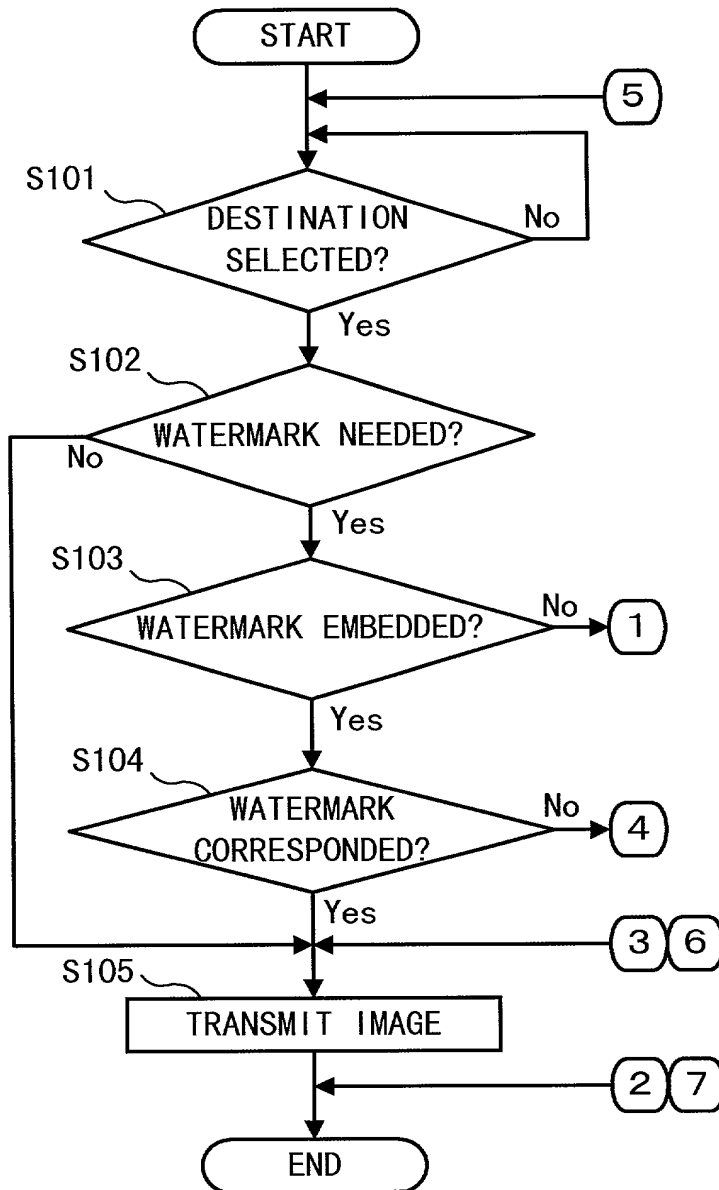 START
5
S101
DESTINATION
SELECTED?
No
Yes
S102
WATERMARK NEEDED?
No
Yes
S103
WATERMARK EMBEDDED?
No
1
Yes
S104
WATERMARK
CORRESPONDED?
No
4
Yes
3 6
S105
TRANSMIT IMAGE
2 7
END